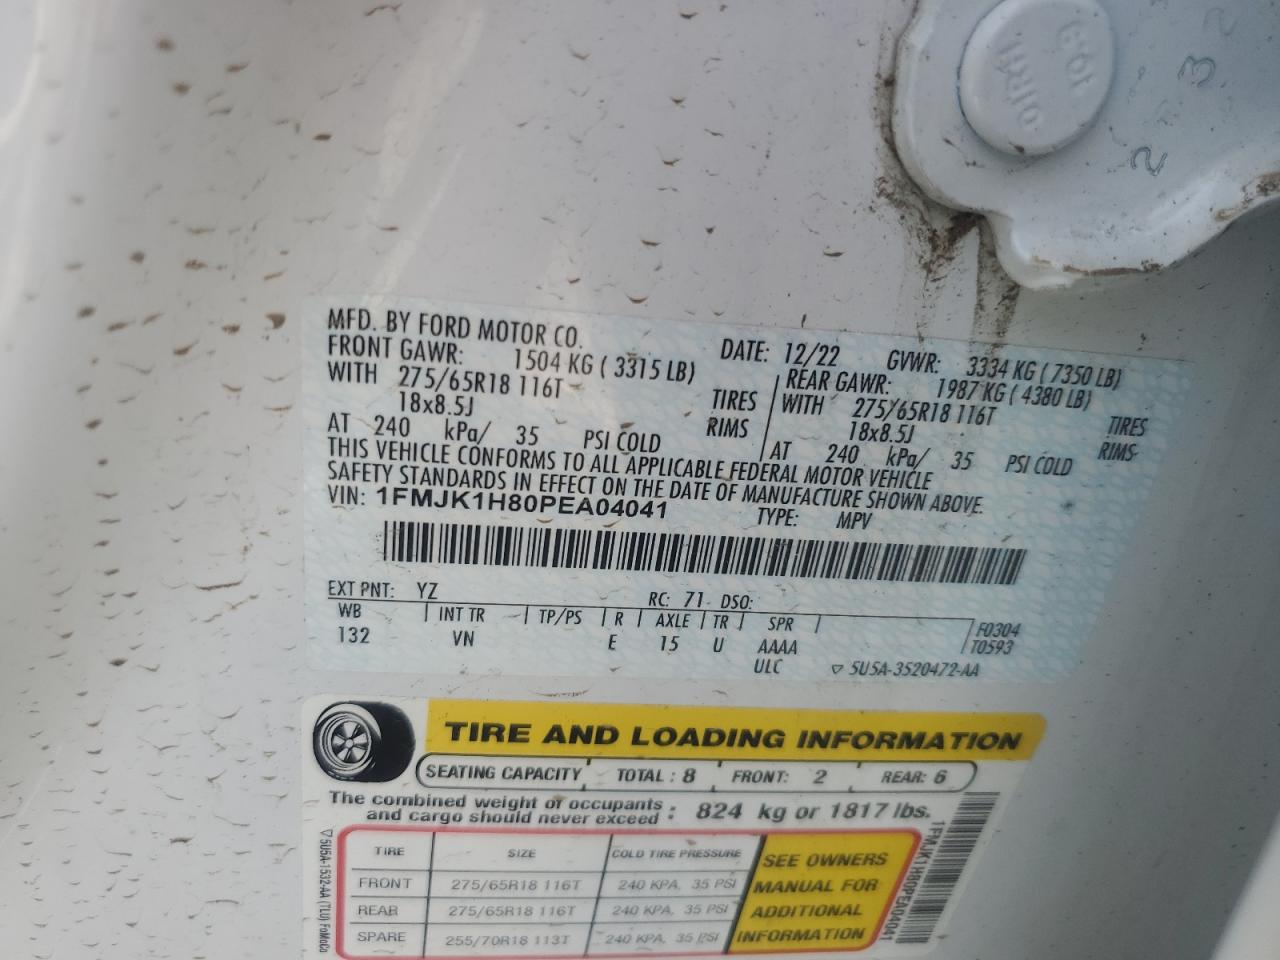 MFD. BY FORD MOTOR CO.
DATE: 12/22 GVWR: 3334 KG ( 7350 LB)
FRONT GAWR: 1504 KG ( 3315 LB)
WITH 275/65R18 116T TIRES
18x8.5J RIMS
AT 240 kPa/ 35 PSI COLD
REAR GAWR: 1987 KG ( 4380 LB)
WITH 275/65R18 116T TIRES
18x8.5J RIMS
AT 240 kPa/ 35 PSI COLD
THIS VEHICLE CONFORMS TO ALL APPLICABLE FEDERAL MOTOR VEHICLE
SAFETY STANDARDS IN EFFECT ON THE DATE OF MANUFACTURE SHOWN ABOVE.
VIN: 1FMJK1H80PEA04041 TYPE: MPV
EXT PNT: YZ RC: 71 DSO:
WB INT TR TP/PS R AXLE TR SPR
132 VN E 15 U AAAA
ULC
F0304
T0593
5U5A-3520472-AA
TIRE AND LOADING INFORMATION
SEATING CAPACITY TOTAL : 8 FRONT: 2 REAR: 6
The combined weight of occupants
and cargo should never exceed : 824 kg or 1817 lbs.
TIRE SIZE COLD TIRE PRESSURE
FRONT 275/65R18 116T 240 KPA, 35 PSI
REAR 275/65R18 116T 240 KPA, 35 PSI
SPARE 255/70R18 113T 240 KPA, 35 PSI
SEE OWNERS
MANUAL FOR
ADDITIONAL
INFORMATION
5U5A-1532-AA (TLU) FoMoCo
1FMJK1H80PEA04041